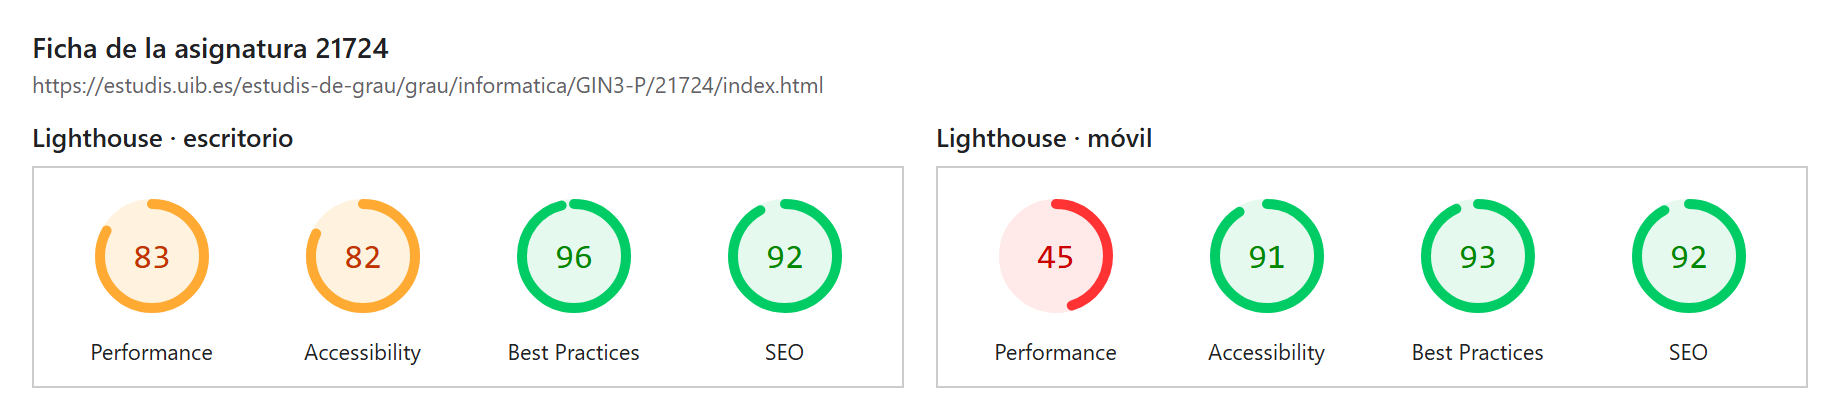 Ficha de la asignatura 21724
https://estudis.uib.es/estudis-de-grau/grau/informatica/GIN3-P/21724/index.html
Lighthouse · escritorio
83 82 96 92
Performance Accessibility Best Practices SEO
Lighthouse · móvil
45 91 93 92
Performance Accessibility Best Practices SEO